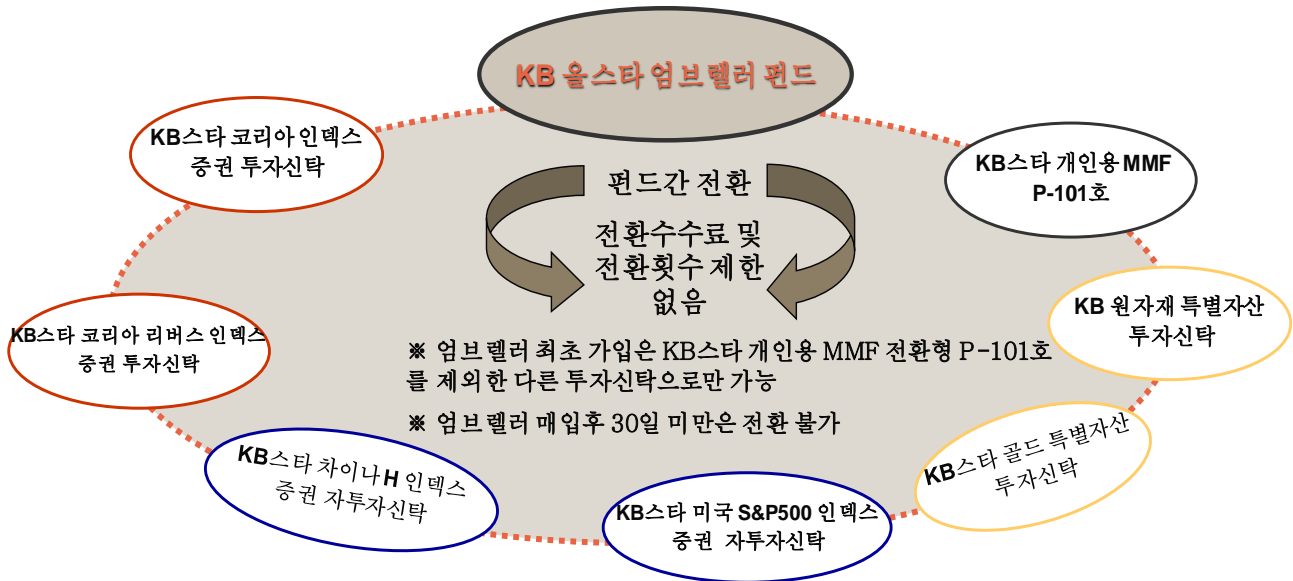 KB 올스타 엄브렐러 펀드
KB스타 코리아 인덱스
증권 투자신탁
KB스타 개인용 MMF
P-101호
펀드간 전환
전환수수료 및
전환횟수 제한
없음
KB 원자재 특별자산
투자신탁
KB스타 코리아 리버스 인덱스
증권 투자신탁
※ 엄브렐러 최초 가입은 KB스타 개인용 MMF 전환형 P-101호
를 제외한 다른 투자신탁으로만 가능
※ 엄브렐러 매입후 30일 미만은 전환 불가
KB스타 골드 특별자산
투자신탁
KB스타 차이나 H 인덱스
증권 자투자신탁
KB스타 미국 S&P500 인덱스
증권 자투자신탁